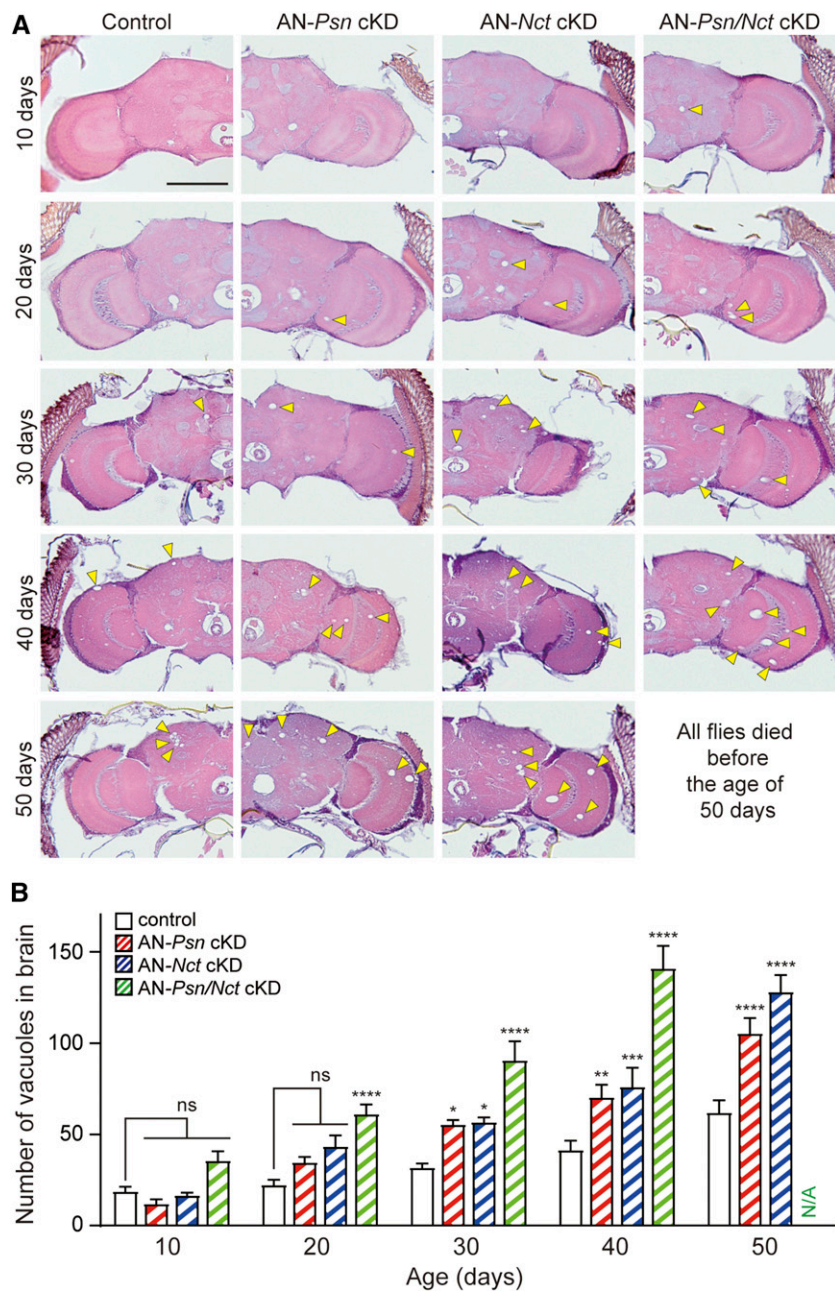 A
Control
AN-Psn cKD
AN-Nct cKD
AN-Psn/Nct cKD
10 days
20 days
30 days
40 days
50 days
All flies died
before
the age of
50 days
B
control
AN-Psn cKD
AN-Nct cKD
AN-Psn/Nct cKD
Number of vacuoles in brain
150
100
50
0
ns
ns
****
*
*
****
**
***
****
****
****
N/A
10
20
30
40
50
Age (days)